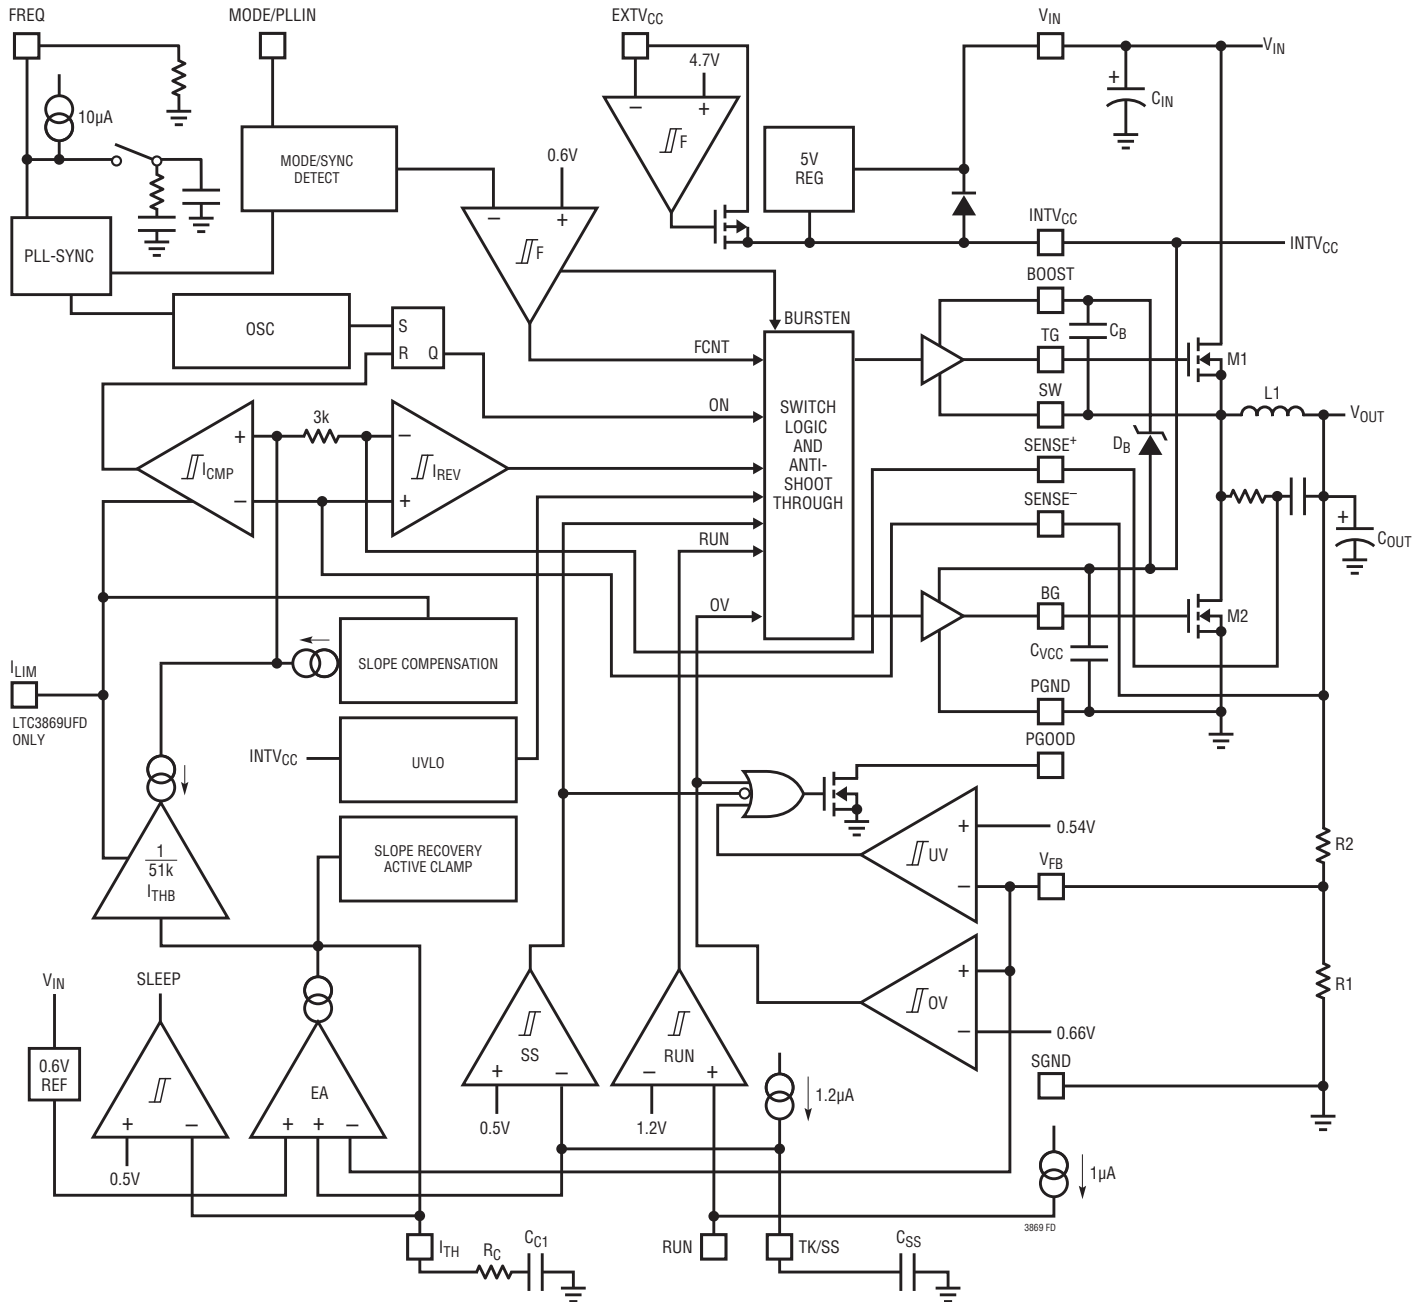 FREQ
MODE/PLLIN
EXTVCC
VIN
VIN
4.7V
+
CIN
10µA
−
+
F
MODE/SYNC
DETECT
0.6V
5V
REG
−
+
F
INTVCC
INTVCC
PLL-SYNC
BOOST
OSC
S
R
Q
BURSTEN
FCNT
TG
CB
M1
ON
SWITCH
LOGIC
AND
ANTI-
SHOOT
THROUGH
SW
L1
VOUT
3k
+
−
ICMP
IREV
−
+
SENSE+
DB
SENSE−
+
COUT
RUN
OV
BG
M2
CVCC
SLOPE COMPENSATION
ILIM
LTC3869UFD
ONLY
PGND
INTVCC
UVLO
PGOOD
+
0.54V
UV
R2
1
51k
ITHB
SLOPE RECOVERY
ACTIVE CLAMP
VFB
−
VIN
SLEEP
+
OV
R1
−
0.66V
0.6V
REF
EA
SS
RUN
SGND
+
−
−
+
1.2µA
+
−
+
+
−
0.5V
1.2V
0.5V
1µA
3869 FD
ITH
RC
CC1
RUN
TK/SS
CSS